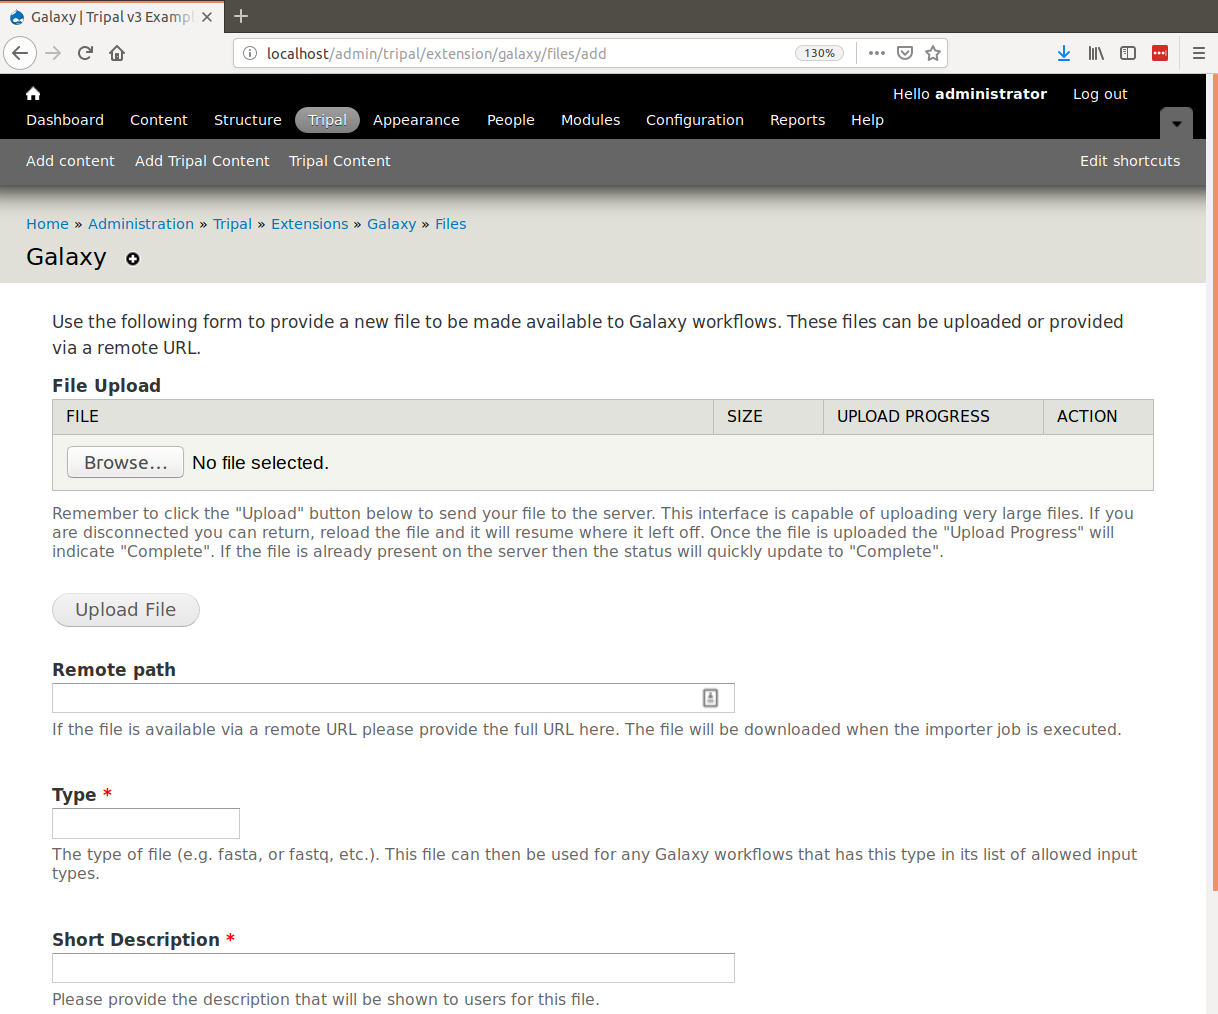 Galaxy | Tripal v3 Exampl
localhost/admin/tripal/extension/galaxy/files/add 130%
Hello administrator Log out
Dashboard Content Structure Tripal Appearance People Modules Configuration Reports Help
Add content Add Tripal Content Tripal Content Edit shortcuts
Home » Administration » Tripal » Extensions » Galaxy » Files
Galaxy
Use the following form to provide a new file to be made available to Galaxy workflows. These files can be uploaded or provided
via a remote URL.
File Upload
FILE SIZE UPLOAD PROGRESS ACTION
Browse... No file selected.
Remember to click the "Upload" button below to send your file to the server. This interface is capable of uploading very large files. If you
are disconnected you can return, reload the file and it will resume where it left off. Once the file is uploaded the "Upload Progress" will
indicate "Complete". If the file is already present on the server then the status will quickly update to "Complete".
Upload File
Remote path
If the file is available via a remote URL please provide the full URL here. The file will be downloaded when the importer job is executed.
Type *
The type of file (e.g. fasta, or fastq, etc.). This file can then be used for any Galaxy workflows that has this type in its list of allowed input
types.
Short Description *
Please provide the description that will be shown to users for this file.